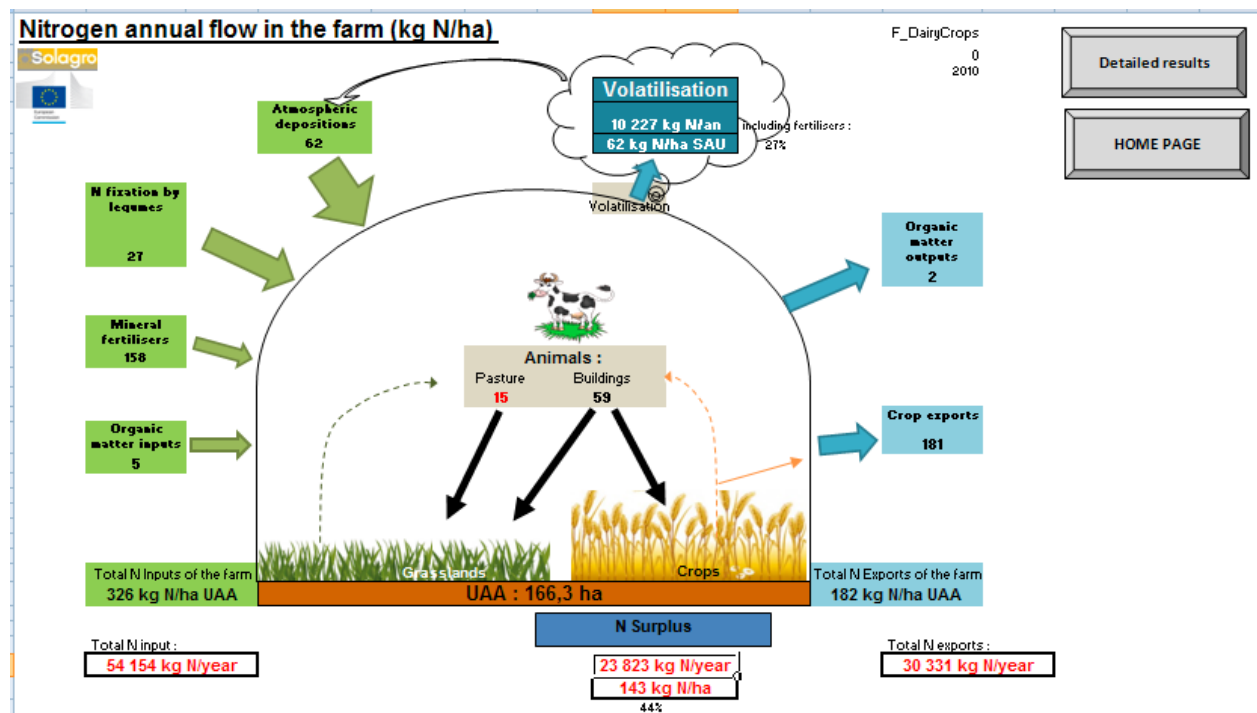 Nitrogen annual flow in the farm (kg N/ha)
Solagro
European
Commission
F_DairyCrops
0
2010
Detailed results
HOME PAGE
Atmospheric
depositions
62
Volatilisation
10 227 kg N/an
62 kg N/ha SAU
including fertilisers :
27%
N fixation by
legumes
27
Volatilisation
Organic
matter
outputs
2
Mineral
fertilisers
158
Animals :
Pasture Buildings
15 59
Organic
matter inputs
5
Crop exports
181
Grasslands
Crops
Total N Inputs of the farm
326 kg N/ha UAA
UAA : 166,3 ha
Total N Exports of the farm
182 kg N/ha UAA
N Surplus
Total N input :
54 154 kg N/year
23 823 kg N/year
143 kg N/ha
44%
Total N exports :
30 331 kg N/year